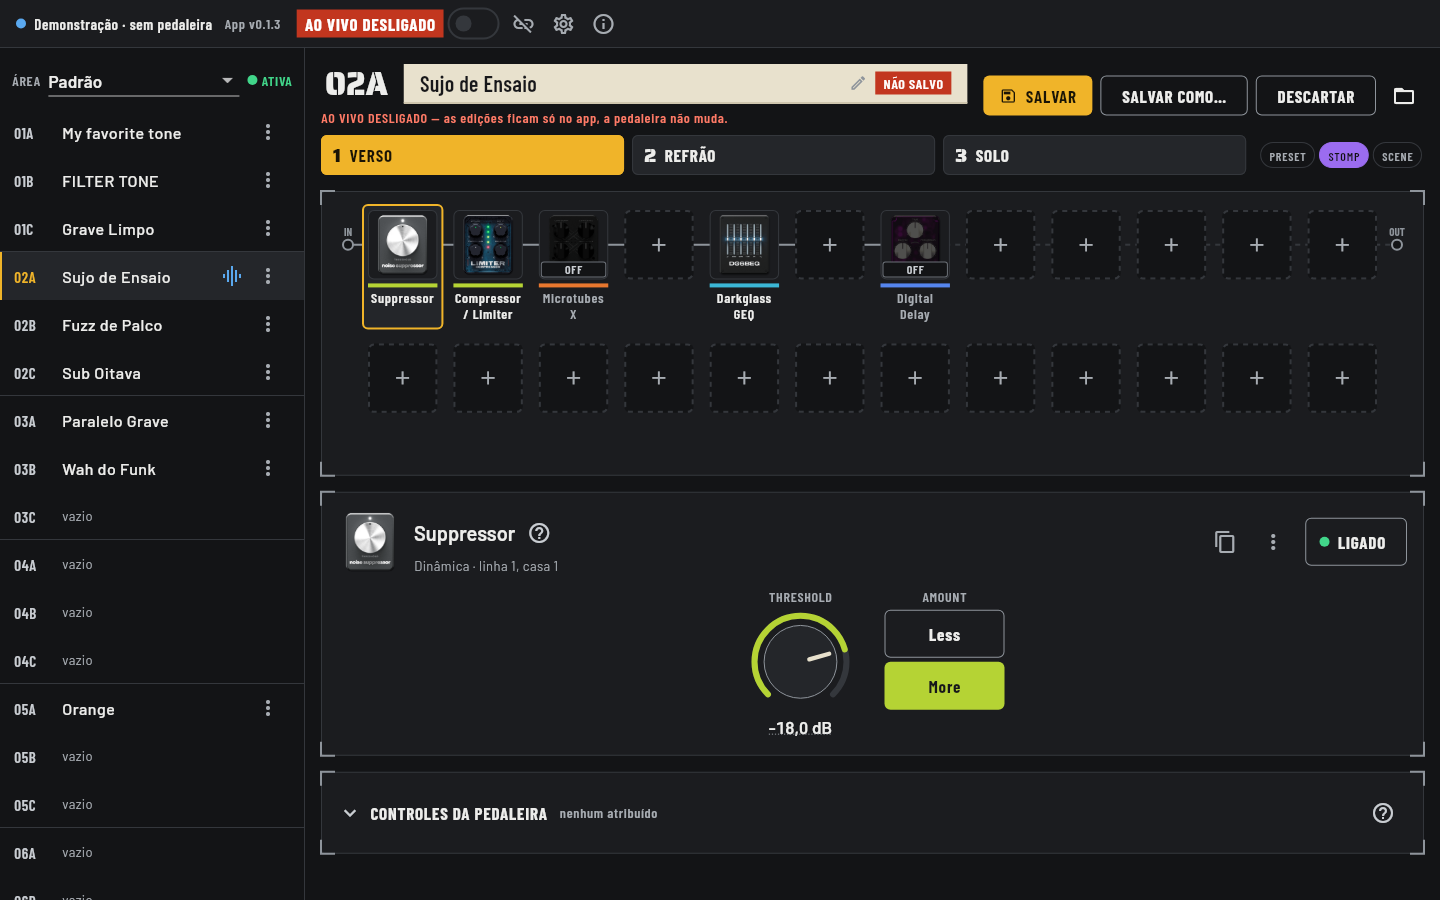 Demonstração · sem pedaleira App v0.1.3 AO VIVO DESLIGADO
ÁREA Padrão ATIVA
01A My favorite tone
01B FILTER TONE
01C Grave Limpo
02A Sujo de Ensaio
02B Fuzz de Palco
02C Sub Oitava
03A Paralelo Grave
03B Wah do Funk
03C vazio
04A vazio
04B vazio
04C vazio
05A Orange
05B vazio
05C vazio
06A vazio
02A Sujo de Ensaio NÃO SALVO SALVAR SALVAR COMO... DESCARTAR
AO VIVO DESLIGADO — as edições ficam só no app, a pedaleira não muda.
1 VERSO 2 REFRÃO 3 SOLO PRESET STOMP SCENE
IN OUT
noise suppressor LIMITER DG6BEQ
OFF OFF
Suppressor Compressor / Limiter Microtubes X Darkglass GEQ Digital Delay
Suppressor
Dinâmica · linha 1, casa 1
LIGADO
THRESHOLD AMOUNT
Less
More
-18,0 dB
CONTROLES DA PEDALEIRA nenhum atribuído